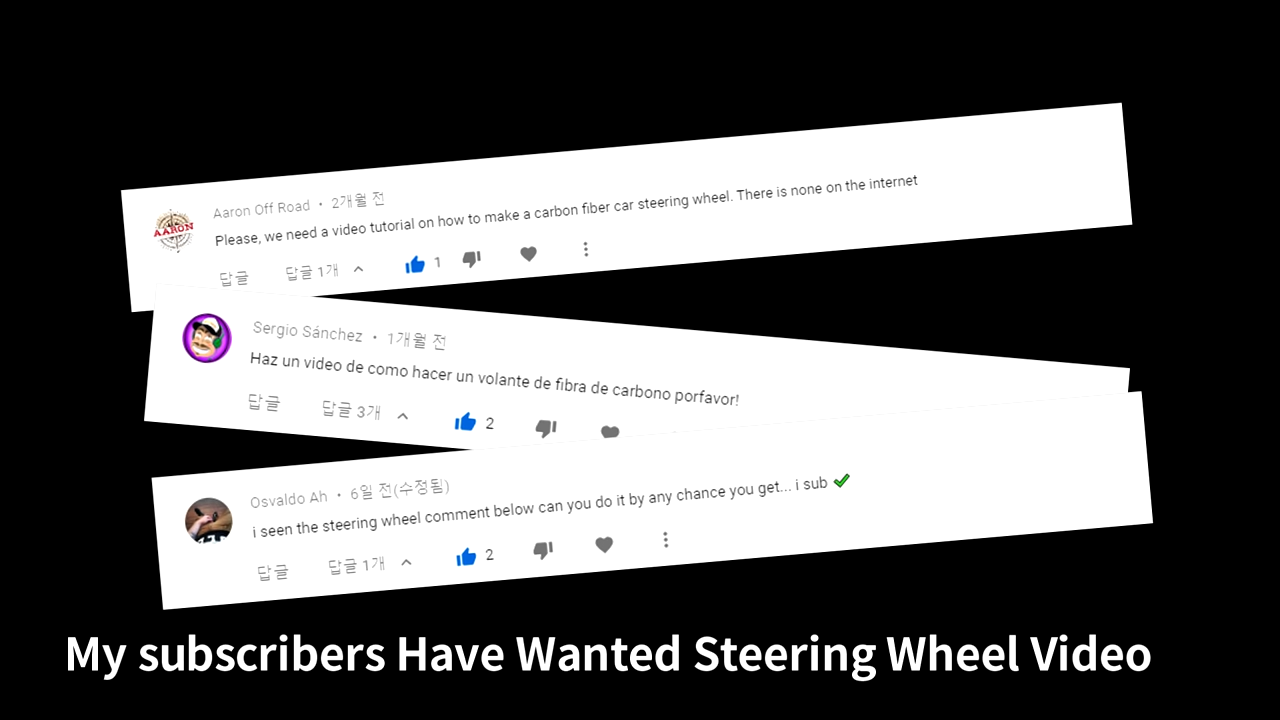 Aaron Off Road • 2개월 전
AARON
Please, we need a video tutorial on how to make a carbon fiber car steering wheel. There is none on the internet
답글 답글 1개 1
Sergio Sánchez • 1개월 전
Haz un video de como hacer un volante de fibra de carbono porfavor!
답글 답글 3개 2
Osvaldo Ah • 6일 전(수정됨)
i seen the steering wheel comment below can you do it by any chance you get... i sub
답글 답글 1개 2
My subscribers Have Wanted Steering Wheel Video